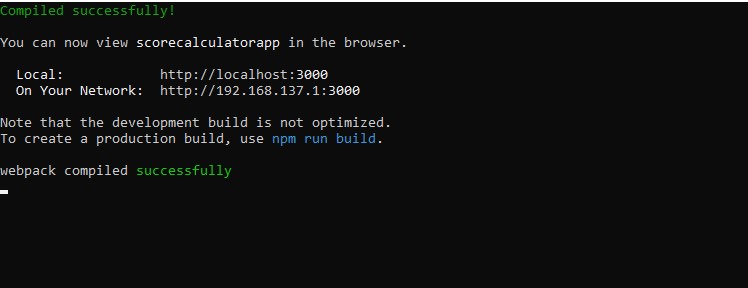 Compiled successfully!
You can now view scorecalculatorapp in the browser.
Local: http://localhost:3000
On Your Network: http://192.168.137.1:3000
Note that the development build is not optimized.
To create a production build, use npm run build.
webpack compiled successfully